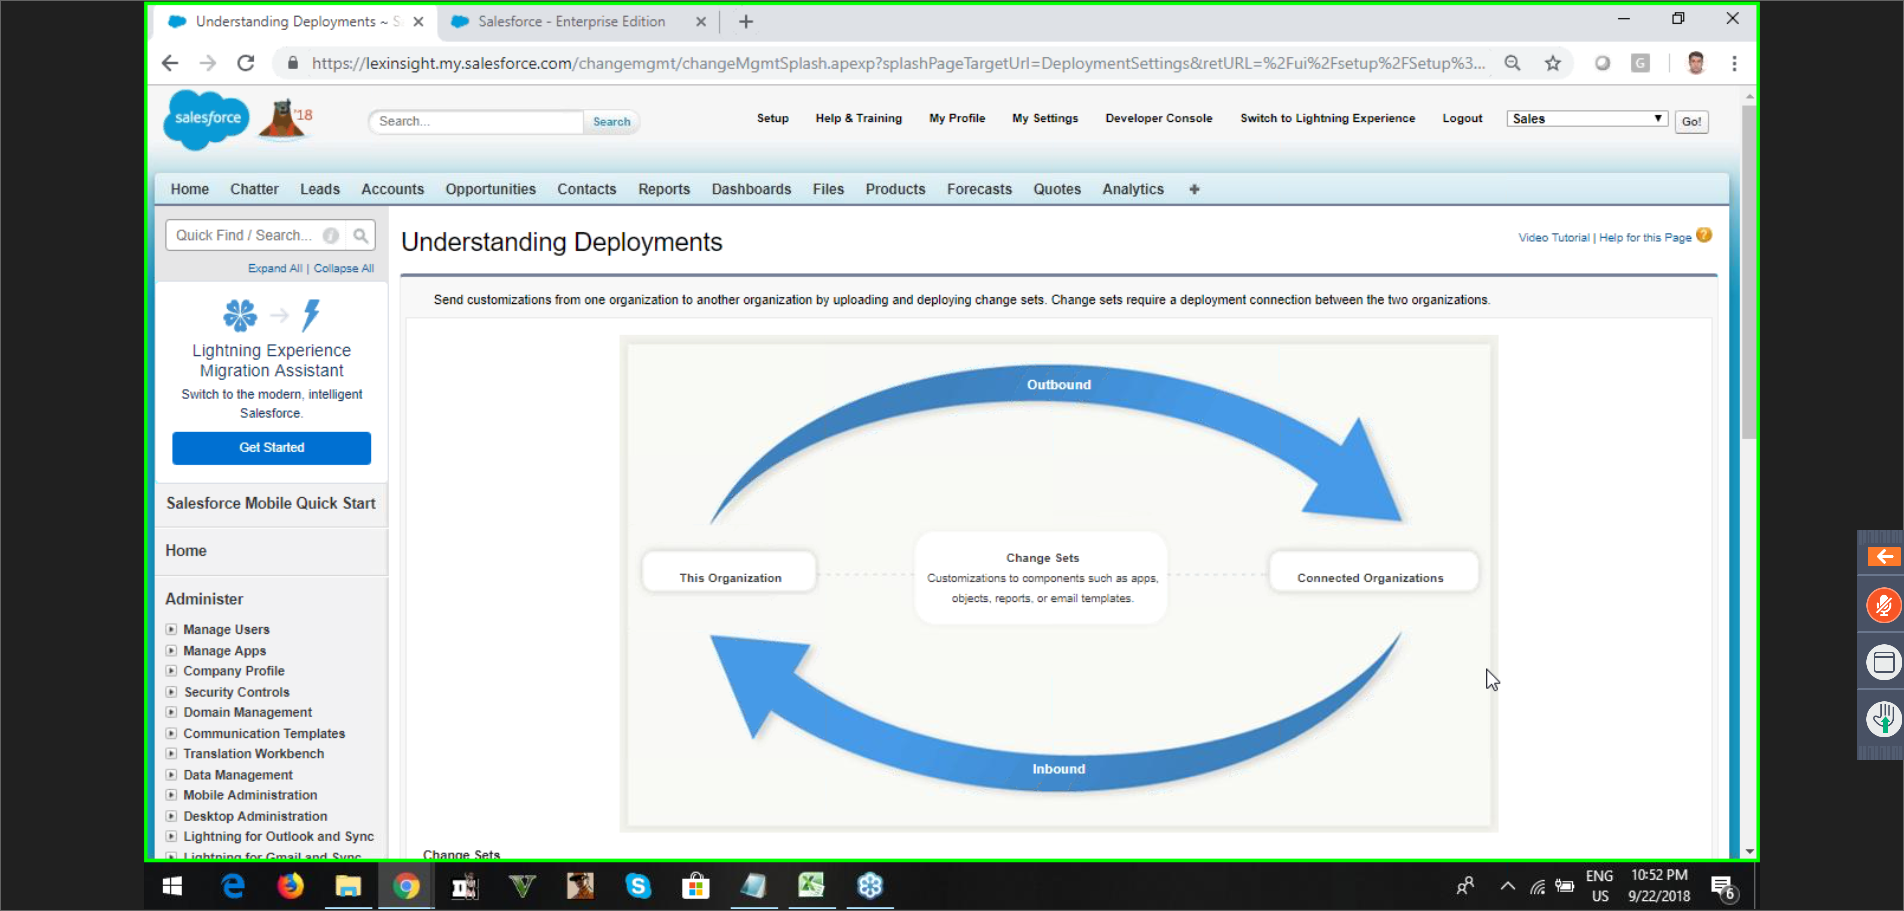 Understanding Deployments ~ S
Salesforce - Enterprise Edition
https://lexinsight.my.salesforce.com/changemgmt/changeMgmtSplash.apexp?splashPageTargetUrl=DeploymentSettings&retURL=%2Fui%2Fsetup%2FSetup%3...
G
salesforce
'18
Search...
Search
Setup
Help & Training
My Profile
My Settings
Developer Console
Switch to Lightning Experience
Logout
Sales
Go!
Home
Chatter
Leads
Accounts
Opportunities
Contacts
Reports
Dashboards
Files
Products
Forecasts
Quotes
Analytics
Quick Find / Search...
Expand All | Collapse All
Lightning Experience
Migration Assistant
Switch to the modern, intelligent
Salesforce.
Get Started
Salesforce Mobile Quick Start
Home
Administer
Manage Users
Manage Apps
Company Profile
Security Controls
Domain Management
Communication Templates
Translation Workbench
Data Management
Mobile Administration
Desktop Administration
Lightning for Outlook and Sync
Lightning for Gmail and Sync
Understanding Deployments
Video Tutorial | Help for this Page
Send customizations from one organization to another organization by uploading and deploying change sets. Change sets require a deployment connection between the two organizations.
Outbound
This Organization
Change Sets
Customizations to components such as apps,
objects, reports, or email templates.
Connected Organizations
Inbound
Change Sets
ENG
US
10:52 PM
9/22/2018
6